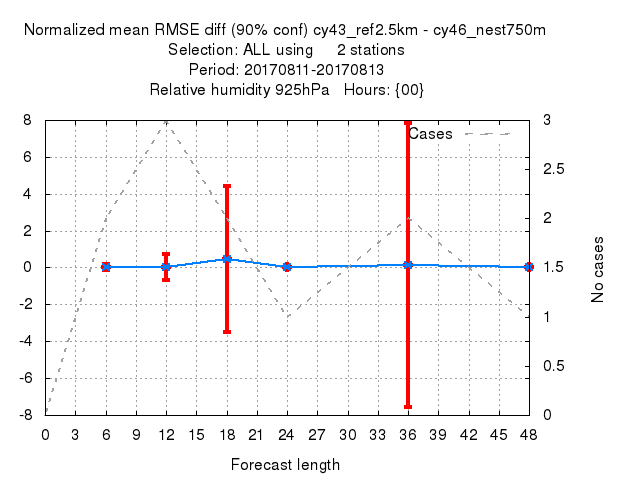 Normalized mean RMSE diff (90% conf) cy43_ref2.5km - cy46_nest750m
Selection: ALL using 2 stations
Period: 20170811-20170813
Relative humidity 925hPa Hours: {00}
Cases
8
6
4
2
0
-2
-4
-6
-8
3
2.5
2
1.5
1
0.5
0
No cases
0 3 6 9 12 15 18 21 24 27 30 33 36 39 42 45 48
Forecast length